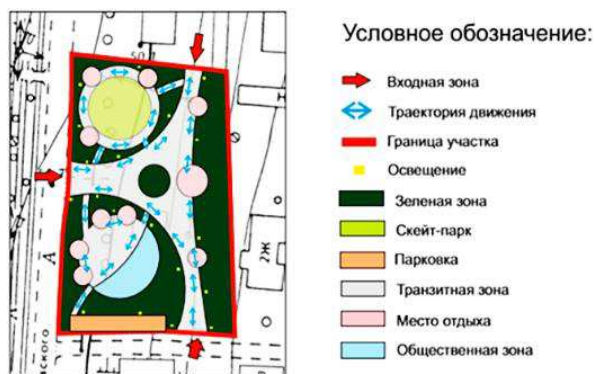 Условное обозначение:
Входная зона
Траектория движения
Граница участка
Освещение
Зеленая зона
Скейт-парк
Парковка
Транзитная зона
Место отдыха
Общественная зона
А
2Ж